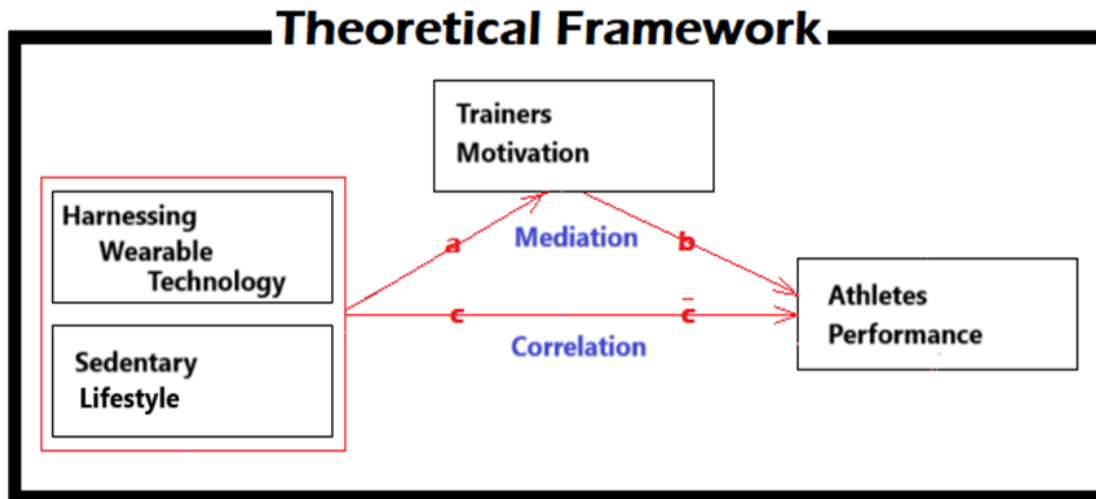 Theoretical Framework
Trainers
Motivation
Harnessing
Wearable
Technology
a
Mediation
b
c
c̄
Correlation
Athletes
Performance
Sedentary
Lifestyle